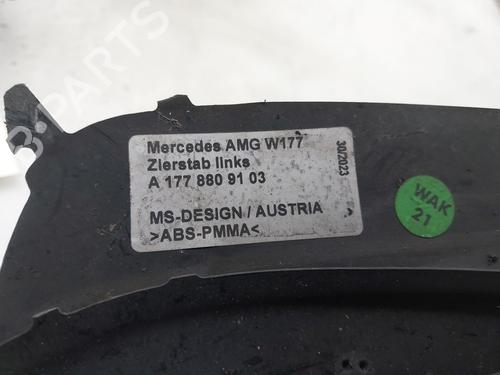 Mercedes AMG W177
Zierstab links
A 177 880 91 03
MS-DESIGN / AUSTRIA
>ABS-PMMA<
30/2023
WAK
21